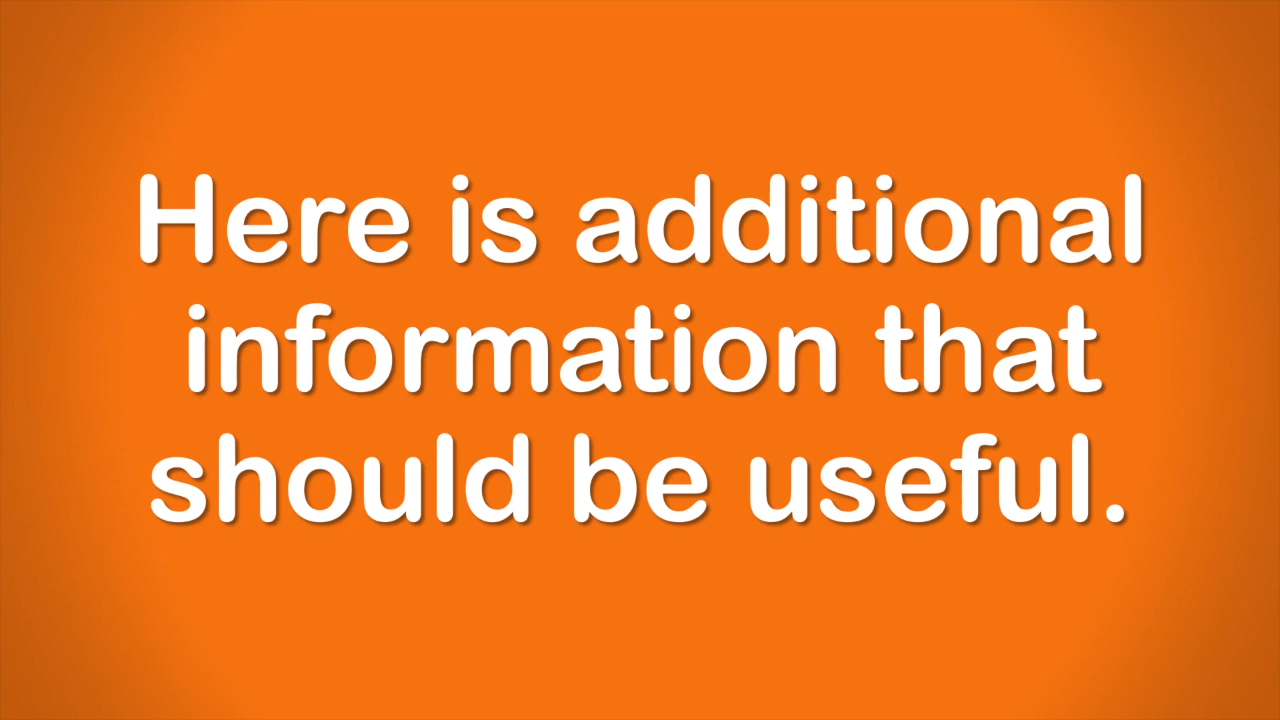 Here is additional
information that
should be useful.